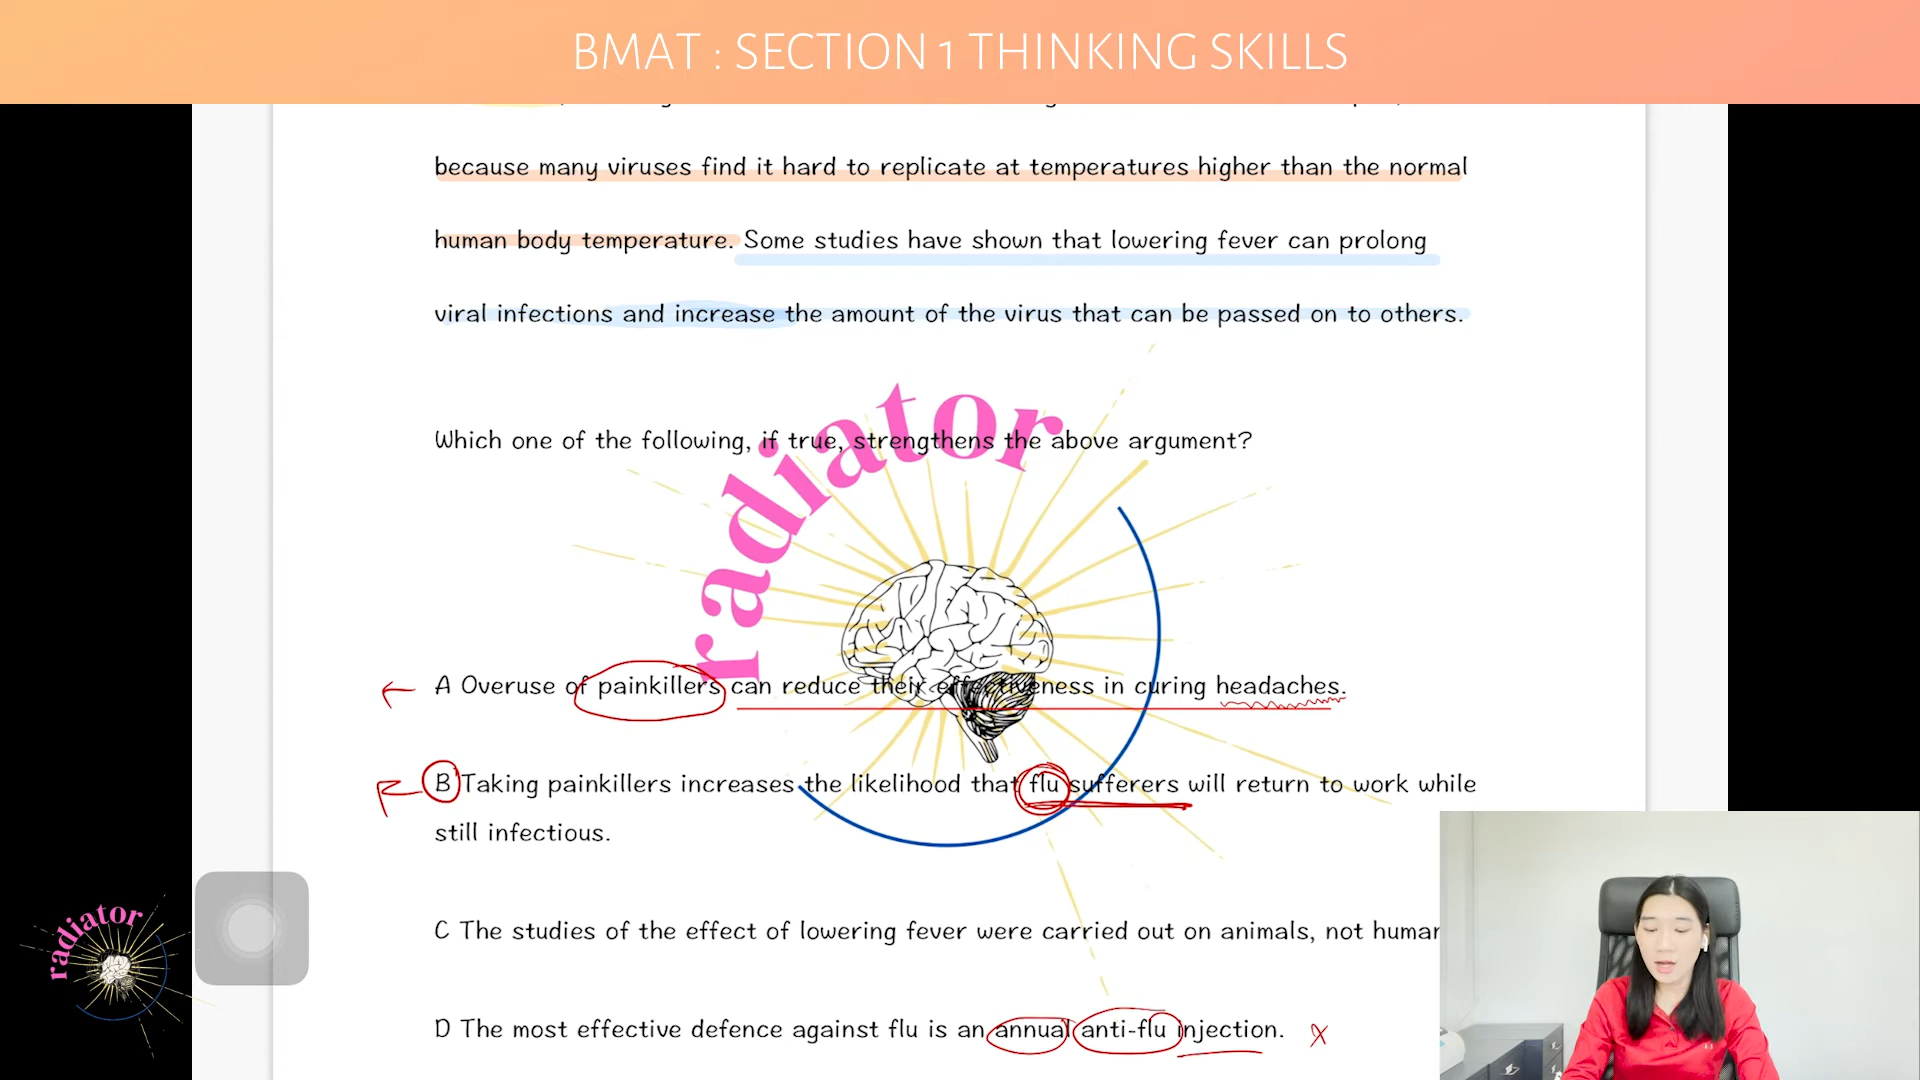 BMAT : SECTION 1 THINKING SKILLS
because many viruses find it hard to replicate at temperatures higher than the normal
human body temperature. Some studies have shown that lowering fever can prolong
viral infections and increase the amount of the virus that can be passed on to others.
Which one of the following, if true, strengthens the above argument?
radiator
A Overuse of painkillers can reduce their effectiveness in curing headaches.
B Taking painkillers increases the likelihood that flu sufferers will return to work while
still infectious.
C The studies of the effect of lowering fever were carried out on animals, not human
D The most effective defence against flu is an annual anti-flu injection. X
radiator